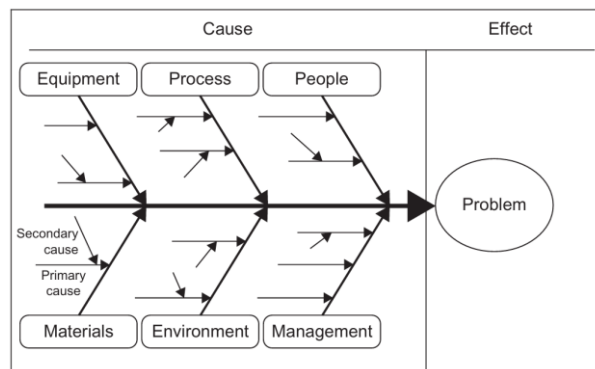 Cause
Effect
Equipment
Process
People
Problem
Secondary
cause
Primary
cause
Materials
Environment
Management